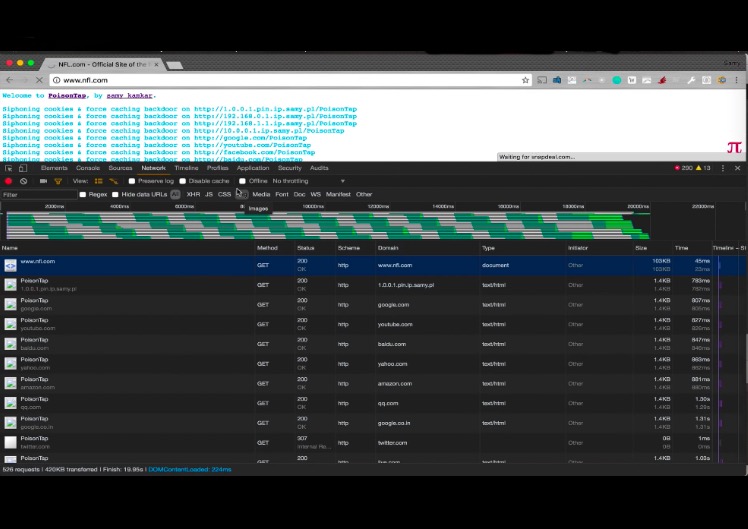 NFL.com - Official Site of the N
Samy
www.nfl.com
Welcome to PoisonTap, by samy kamkar.
Siphoning cookies & force caching backdoor on http://1.0.0.1.pin.ip.samy.pl/PoisonTap
Siphoning cookies & force caching backdoor on http://192.168.0.1.ip.samy.pl/PoisonTap
Siphoning cookies & force caching backdoor on http://192.168.1.1.ip.samy.pl/PoisonTap
Siphoning cookies & force caching backdoor on http://10.0.0.1.ip.samy.pl/PoisonTap
Siphoning cookies & force caching backdoor on http://google.com/PoisonTap
Siphoning cookies & force caching backdoor on http://youtube.com/PoisonTap
Siphoning cookies & force caching backdoor on http://facebook.com/PoisonTap
Siphoning cookies & force caching backdoor on http://baidu.com/PoisonTap
Waiting for snapdeal.com...
π
Elements Console Sources Network Timeline Profiles Application Security Audits 290 13
View: Preserve log Disable cache Offline No throttling
Filter Regex Hide data URLs All XHR JS CSS Media Font Doc WS Manifest Other
Images
2000ms 4000ms 6000ms 10000ms 12000ms 14000ms 16000ms 18000ms 20000ms 22000ms
Name Method Status Scheme Domain Type Initiator Size Time Timeline – St
www.nfl.com GET 200 OK http www.nfl.com document Other 103KB 103KB 45ms 23ms
PoisonTap 1.0.0.1.pin.ip.samy.pl GET 200 OK http 1.0.0.1.pin.ip.samy.pl text/html Other 1.4KB 1.4KB 783ms 782ms
PoisonTap google.com GET 200 OK http google.com text/html Other 1.4KB 1.4KB 807ms 806ms
PoisonTap youtube.com GET 200 OK http youtube.com text/html Other 1.4KB 1.4KB 827ms 826ms
PoisonTap baidu.com GET 200 OK http baidu.com text/html Other 1.4KB 1.4KB 847ms 846ms
PoisonTap yahoo.com GET 200 OK http yahoo.com text/html Other 1.4KB 1.4KB 963ms 962ms
PoisonTap amazon.com GET 200 OK http amazon.com text/html Other 1.4KB 1.4KB 981ms 980ms
PoisonTap qq.com GET 200 OK http qq.com text/html Other 1.4KB 1.4KB 1.30s 1.29s
PoisonTap google.co.in GET 200 OK http google.co.in text/html Other 1.4KB 1.4KB 1.31s 1.31s
PoisonTap twitter.com GET 307 Internal Re... http twitter.com Other 0B 0B 1ms 0ms
PoisonTap GET 200 http live.com text/html Other 1.4KB
526 requests | 420KB transferred | Finish: 19.95s | DOMContentLoaded: 224ms